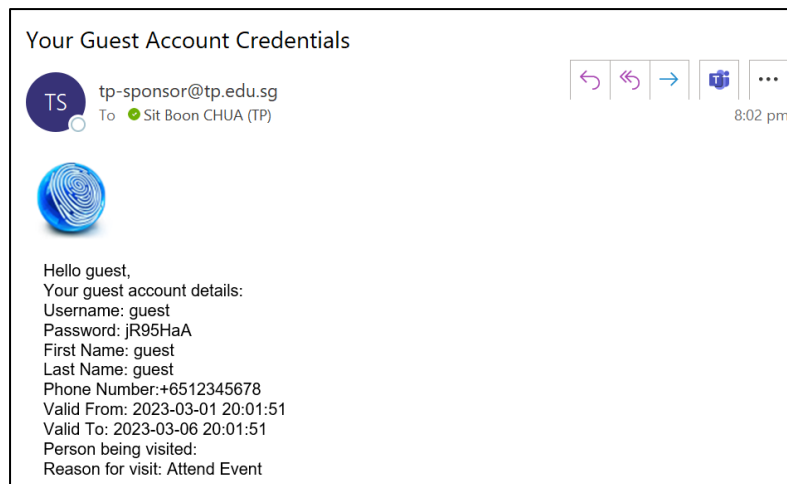 Your Guest Account Credentials
TS
tp-sponsor@tp.edu.sg
To Sit Boon CHUA (TP)
8:02 pm
Hello guest,
Your guest account details:
Username: guest
Password: jR95HaA
First Name: guest
Last Name: guest
Phone Number:+6512345678
Valid From: 2023-03-01 20:01:51
Valid To: 2023-03-06 20:01:51
Person being visited:
Reason for visit: Attend Event